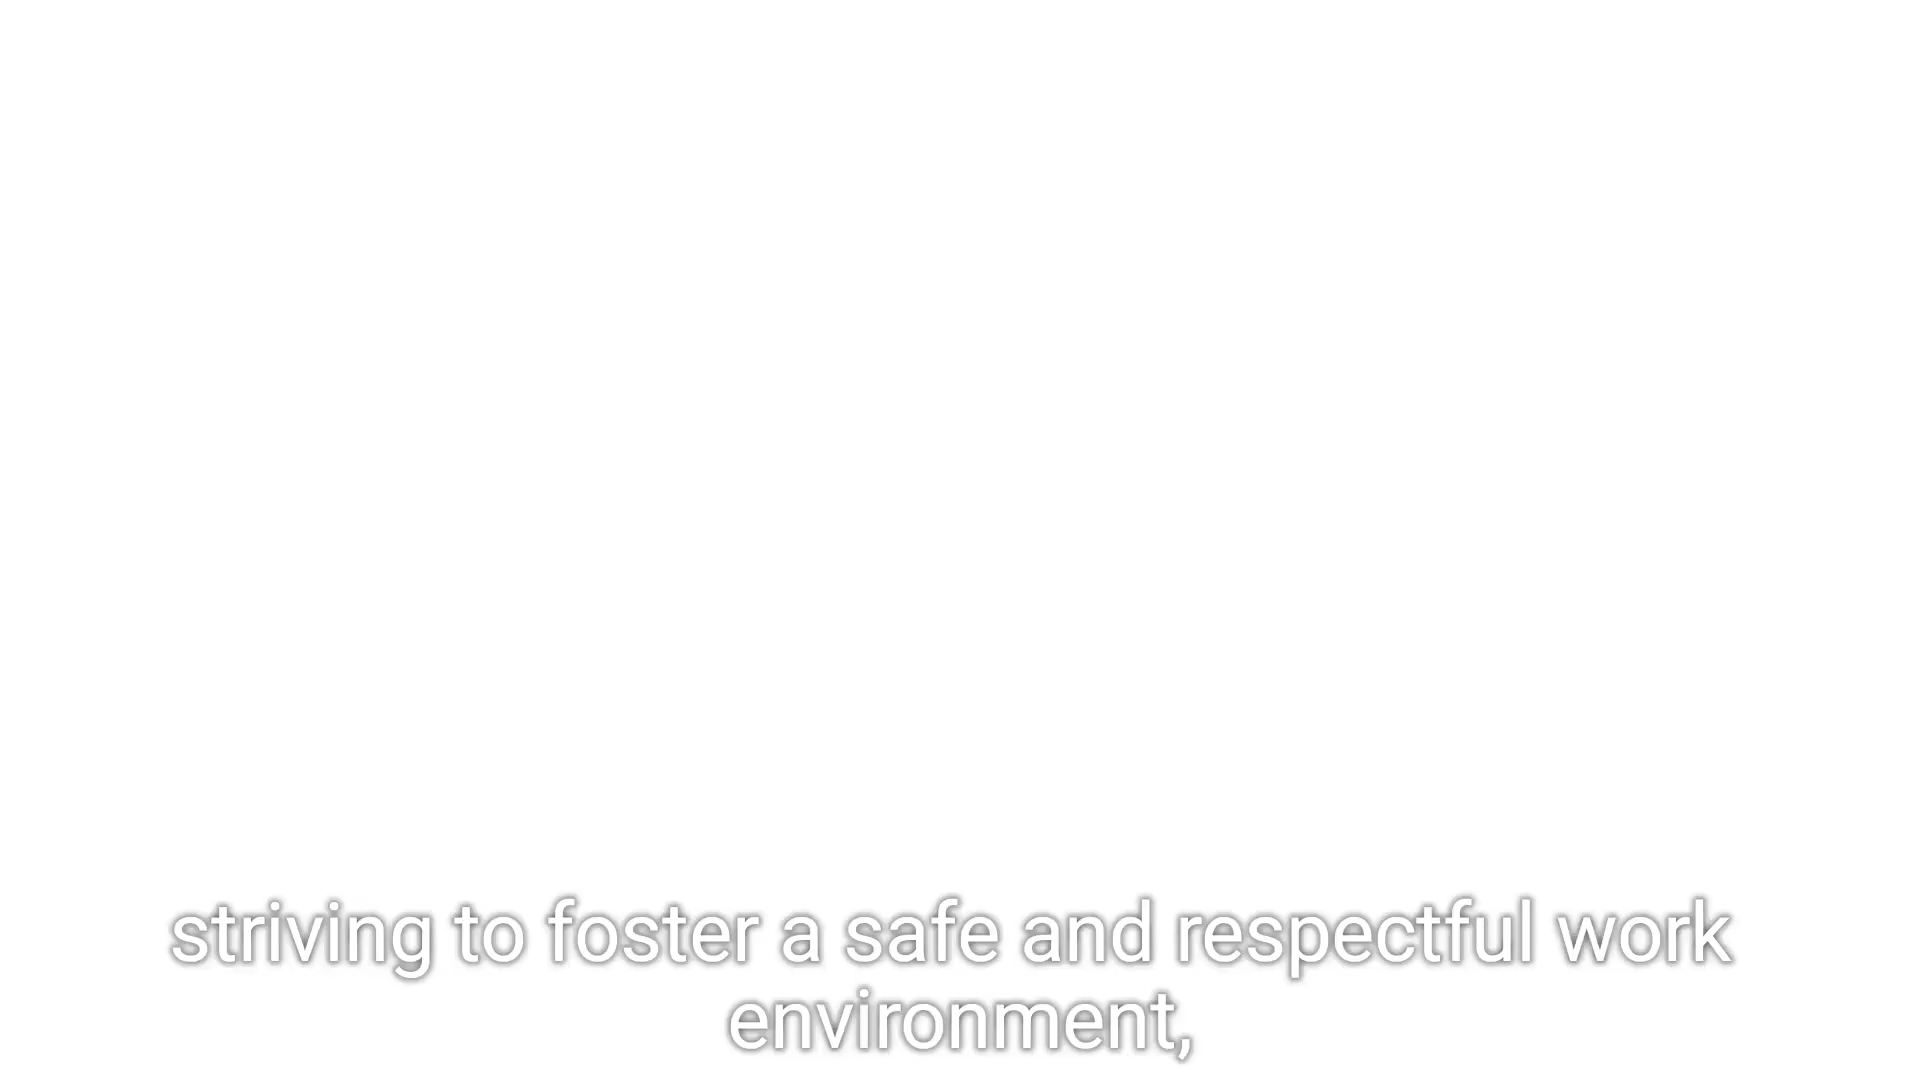 striving to foster a safe and respectful work
environment,